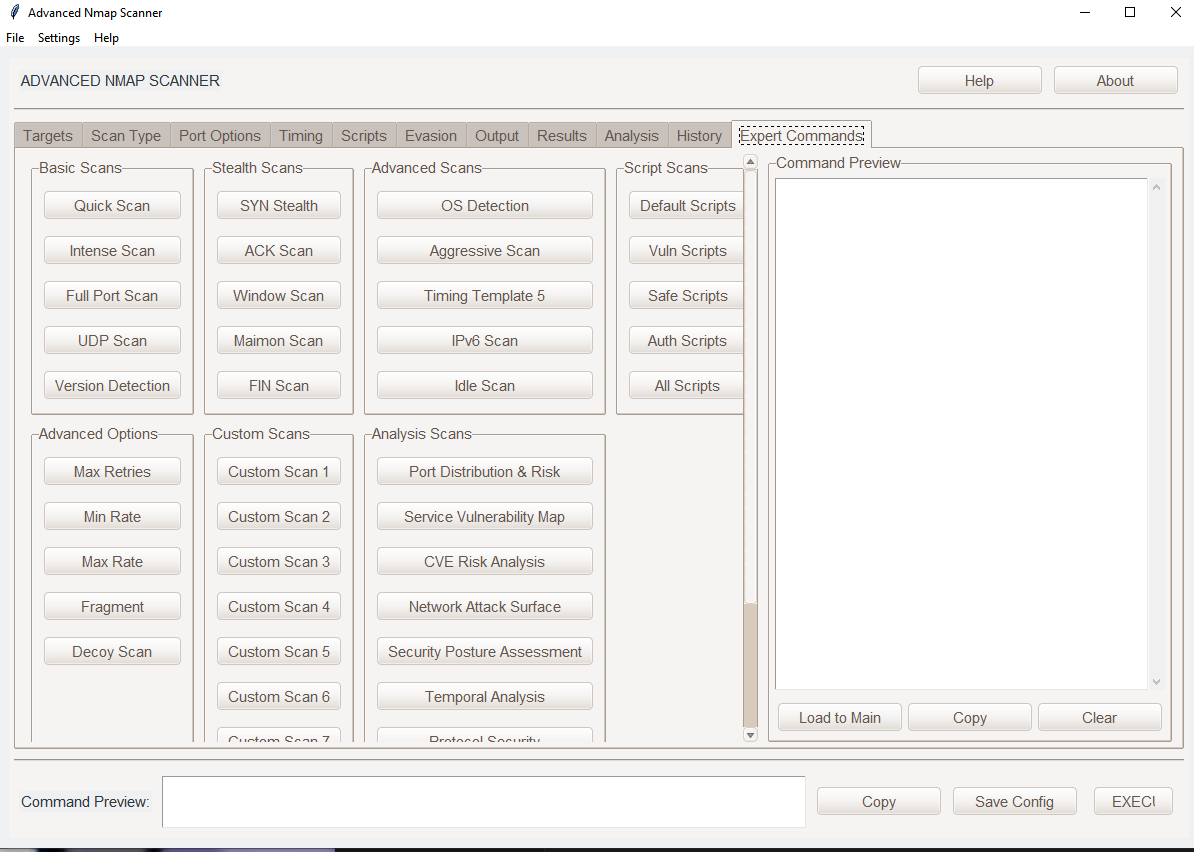 Advanced Nmap Scanner
File Settings Help
ADVANCED NMAP SCANNER
Help
About
Targets
Scan Type
Port Options
Timing
Scripts
Evasion
Output
Results
Analysis
History
Expert Commands
Basic Scans
Quick Scan
Intense Scan
Full Port Scan
UDP Scan
Version Detection
Stealth Scans
SYN Stealth
ACK Scan
Window Scan
Maimon Scan
FIN Scan
Advanced Scans
OS Detection
Aggressive Scan
Timing Template 5
IPv6 Scan
Idle Scan
Script Scans
Default Scripts
Vuln Scripts
Safe Scripts
Auth Scripts
All Scripts
Advanced Options
Max Retries
Min Rate
Max Rate
Fragment
Decoy Scan
Custom Scans
Custom Scan 1
Custom Scan 2
Custom Scan 3
Custom Scan 4
Custom Scan 5
Custom Scan 6
Custom Scan 7
Analysis Scans
Port Distribution & Risk
Service Vulnerability Map
CVE Risk Analysis
Network Attack Surface
Security Posture Assessment
Temporal Analysis
Protocol Security
Command Preview
Load to Main
Copy
Clear
Command Preview:
Copy
Save Config
EXECU